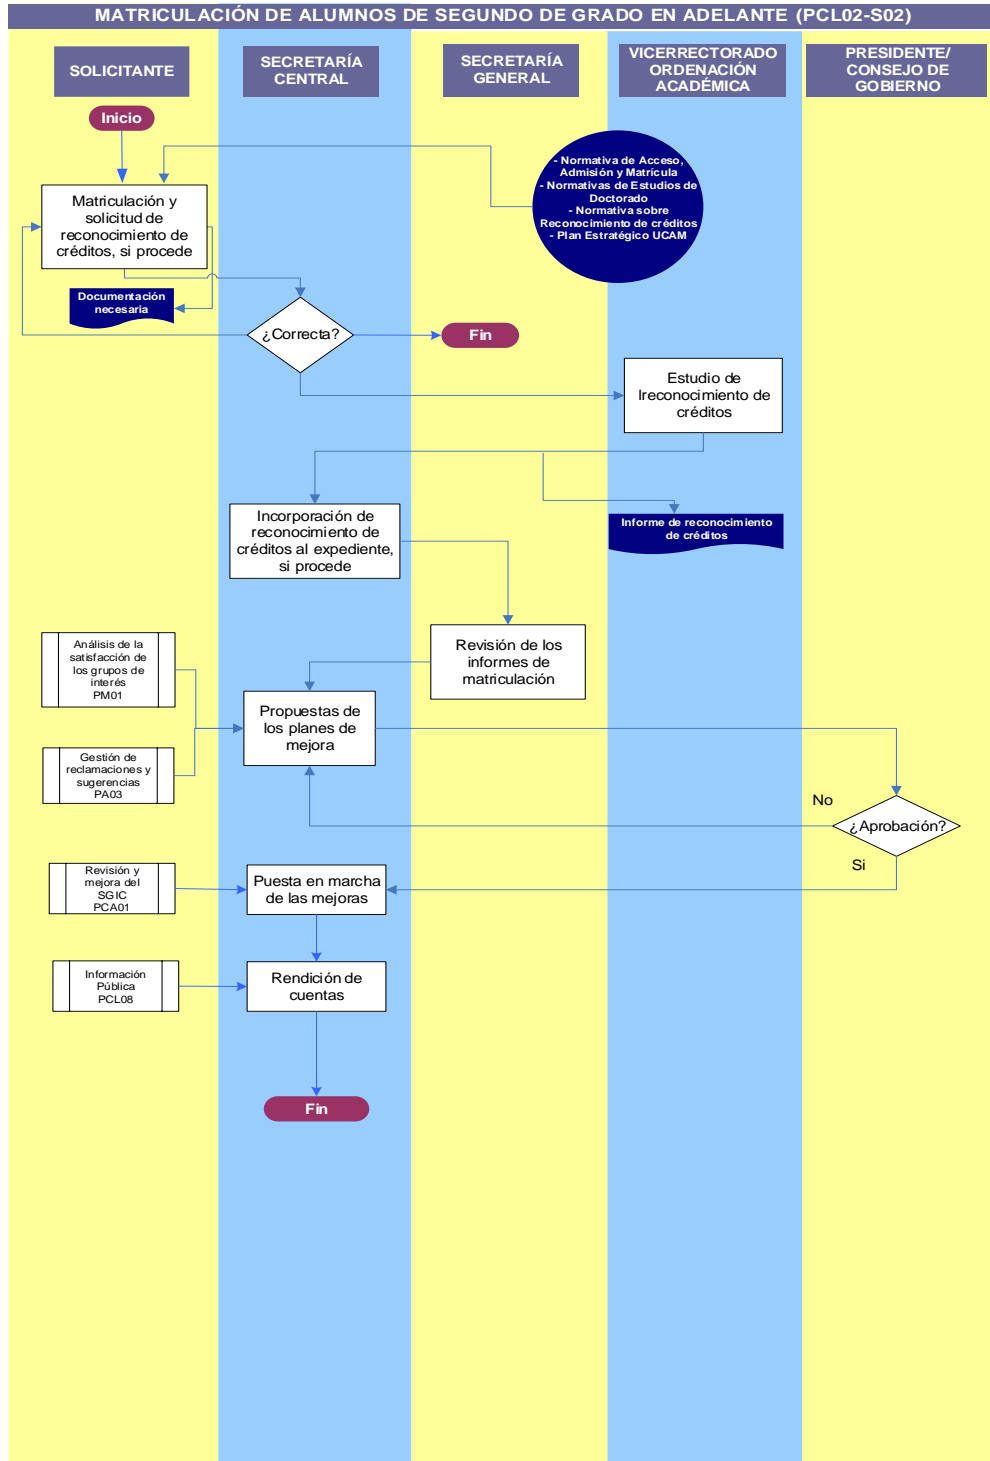 MATRICULACIÓN DE ALUMNOS DE SEGUNDO DE GRADO EN ADELANTE (PCL02-S02)
SOLICITANTE
SECRETARÍA
CENTRAL
SECRETARÍA
GENERAL
VICERRECTORADO
ORDENACIÓN
ACADÉMICA
PRESIDENTE/
CONSEJO DE
GOBIERNO
Inicio
- Normativa de Acceso,
Admisión y Matrícula
- Normativas de Estudios de
Doctorado
- Normativa sobre
Reconocimiento de créditos
- Plan Estratégico UCAM
Matriculación y
solicitud de
reconocimiento de
créditos, si procede
Documentación
necesaria
¿Correcta?
Fin
Estudio de
lreconocimiento de
créditos
Incorporación de
reconocimiento de
créditos al expediente,
si procede
Informe de reconocimiento
de créditos
Revisión de los
informes de
matriculación
Análisis de la
satisfacción de
los grupos de
interés
PM01
Propuestas de
los planes de
mejora
Gestión de
reclamaciones y
sugerencias
PA03
No
¿Aprobación?
Si
Revisión y
mejora del
SGIC
PCA01
Puesta en marcha
de las mejoras
Información
Pública
PCL08
Rendición de
cuentas
Fin